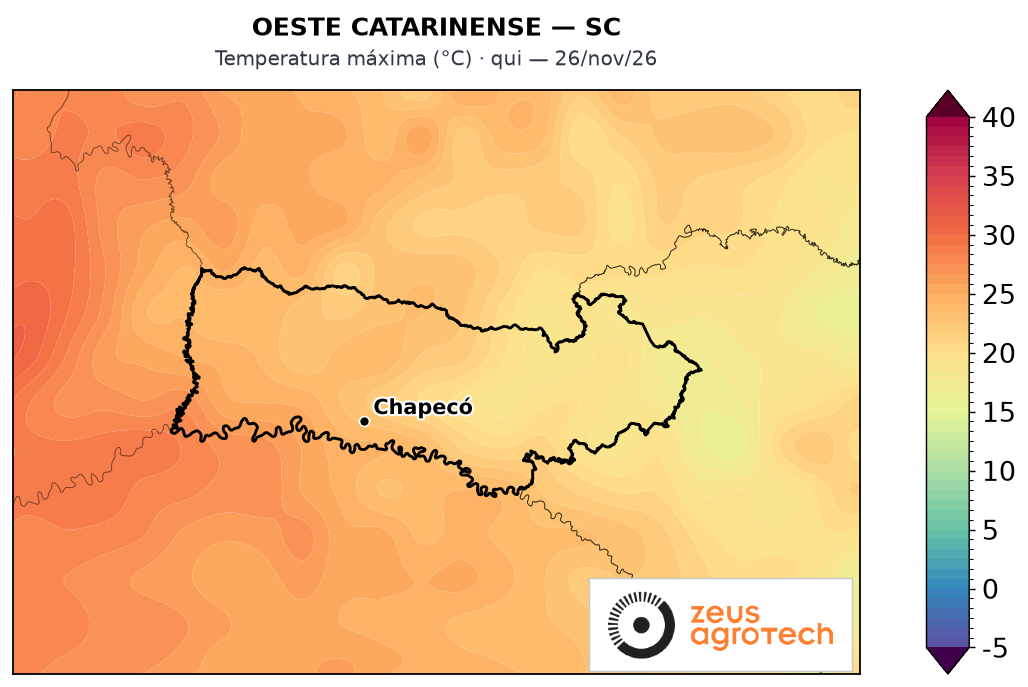 OESTE CATARINENSE — SC
Temperatura máxima (°C) · qui — 26/nov/26
Chapecó
40
35
30
25
20
15
10
5
0
-5
zeus
agrotech